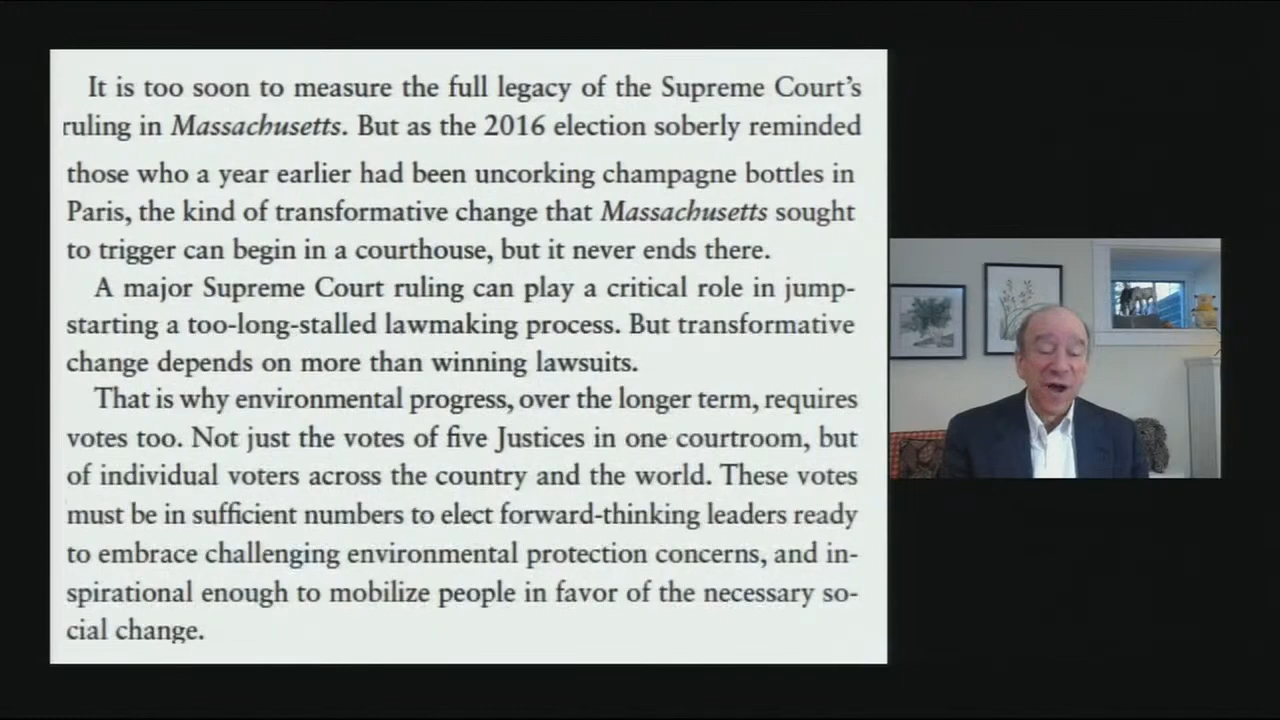 It is too soon to measure the full legacy of the Supreme Court’s
ruling in Massachusetts. But as the 2016 election soberly reminded
those who a year earlier had been uncorking champagne bottles in
Paris, the kind of transformative change that Massachusetts sought
to trigger can begin in a courthouse, but it never ends there.
A major Supreme Court ruling can play a critical role in jump-
starting a too-long-stalled lawmaking process. But transformative
change depends on more than winning lawsuits.
That is why environmental progress, over the longer term, requires
votes too. Not just the votes of five Justices in one courtroom, but
of individual voters across the country and the world. These votes
must be in sufficient numbers to elect forward-thinking leaders ready
to embrace challenging environmental protection concerns, and in-
spirational enough to mobilize people in favor of the necessary so-
cial change.